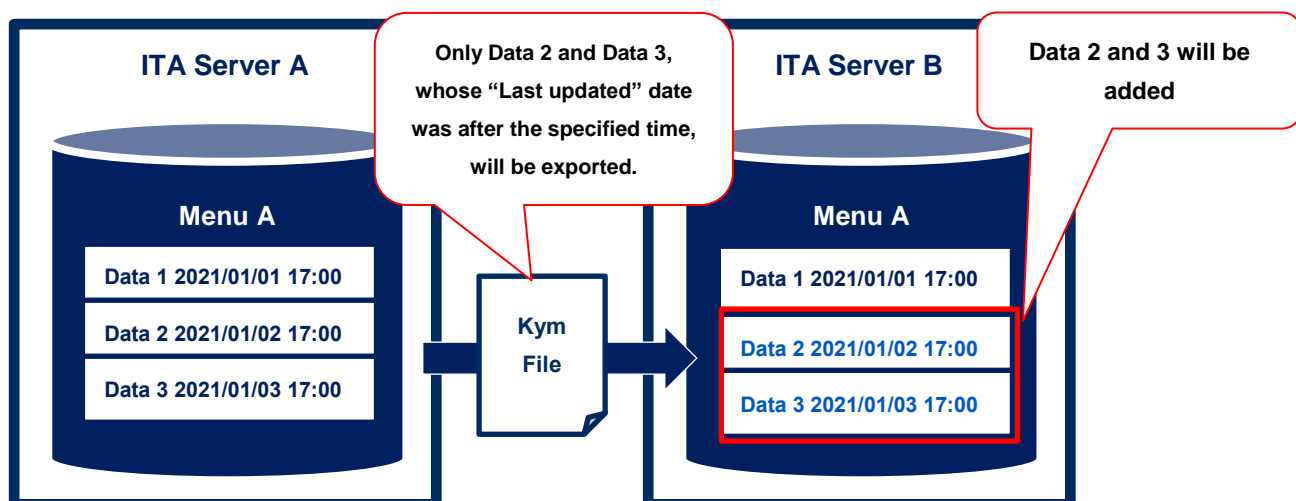 ITA Server A
Only Data 2 and Data 3,
whose “Last updated” date
was after the specified time,
will be exported.
ITA Server B
Data 2 and 3 will be
added
Menu A
Data 1 2021/01/01 17:00
Data 2 2021/01/02 17:00
Data 3 2021/01/03 17:00
Kym
File
Menu A
Data 1 2021/01/01 17:00
Data 2 2021/01/02 17:00
Data 3 2021/01/03 17:00